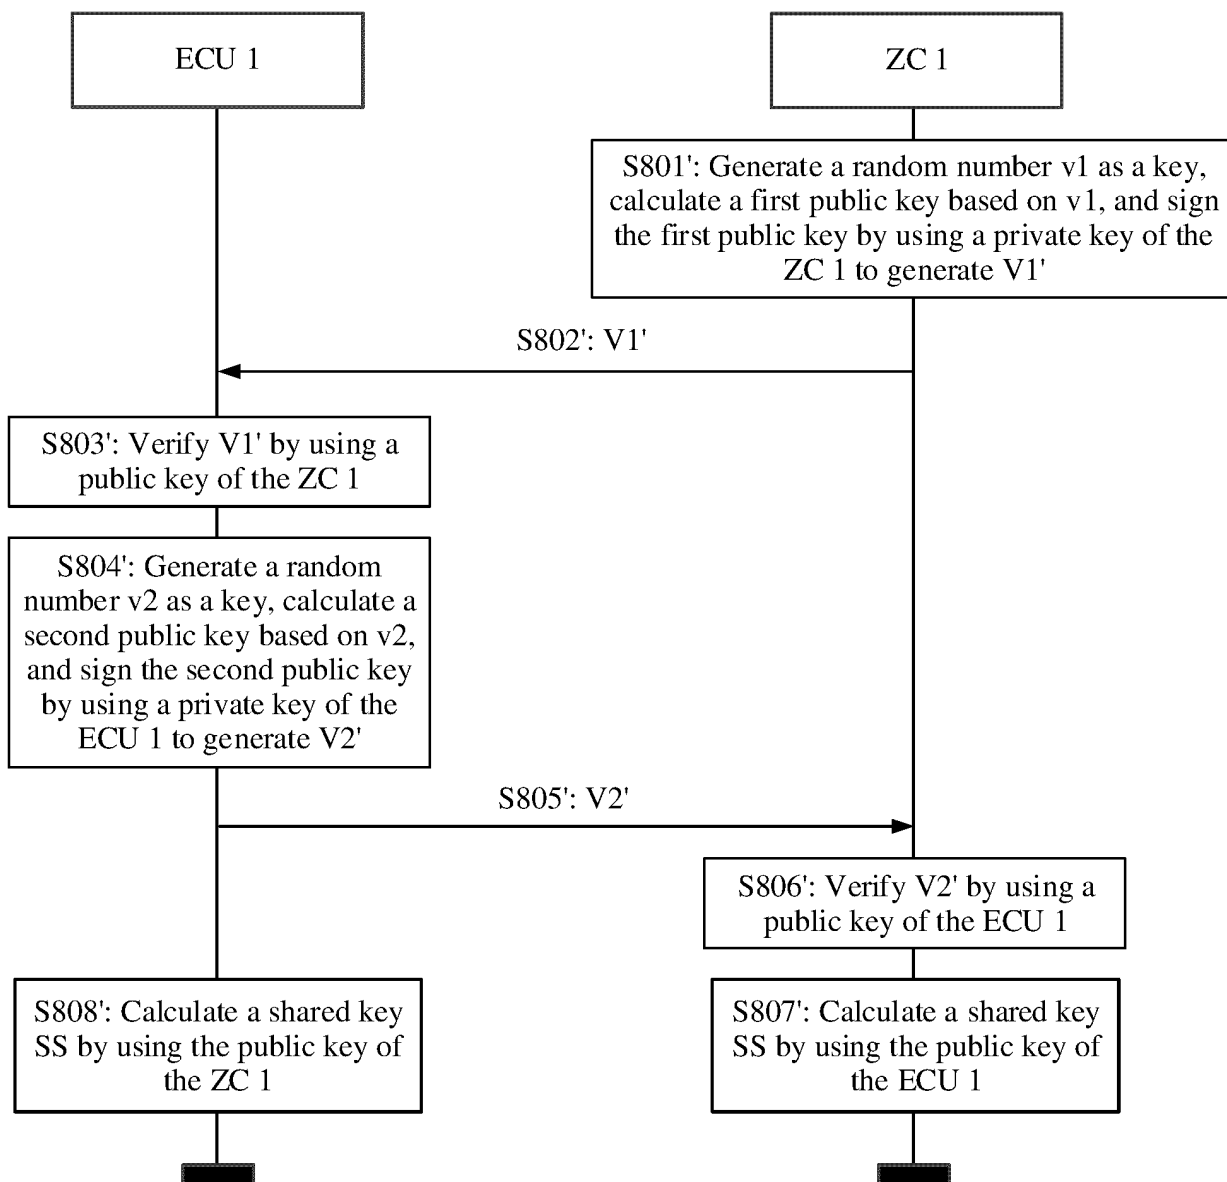 ECU 1
ZC 1
S801': Generate a random number v1 as a key,
calculate a first public key based on v1, and sign
the first public key by using a private key of the
ZC 1 to generate V1'
S802': V1'
S803': Verify V1' by using a
public key of the ZC 1
S804': Generate a random
number v2 as a key, calculate a
second public key based on v2,
and sign the second public key
by using a private key of the
ECU 1 to generate V2'
S805': V2'
S806': Verify V2' by using a
public key of the ECU 1
S808': Calculate a shared key
SS by using the public key of
the ZC 1
S807': Calculate a shared key
SS by using the public key of
the ECU 1